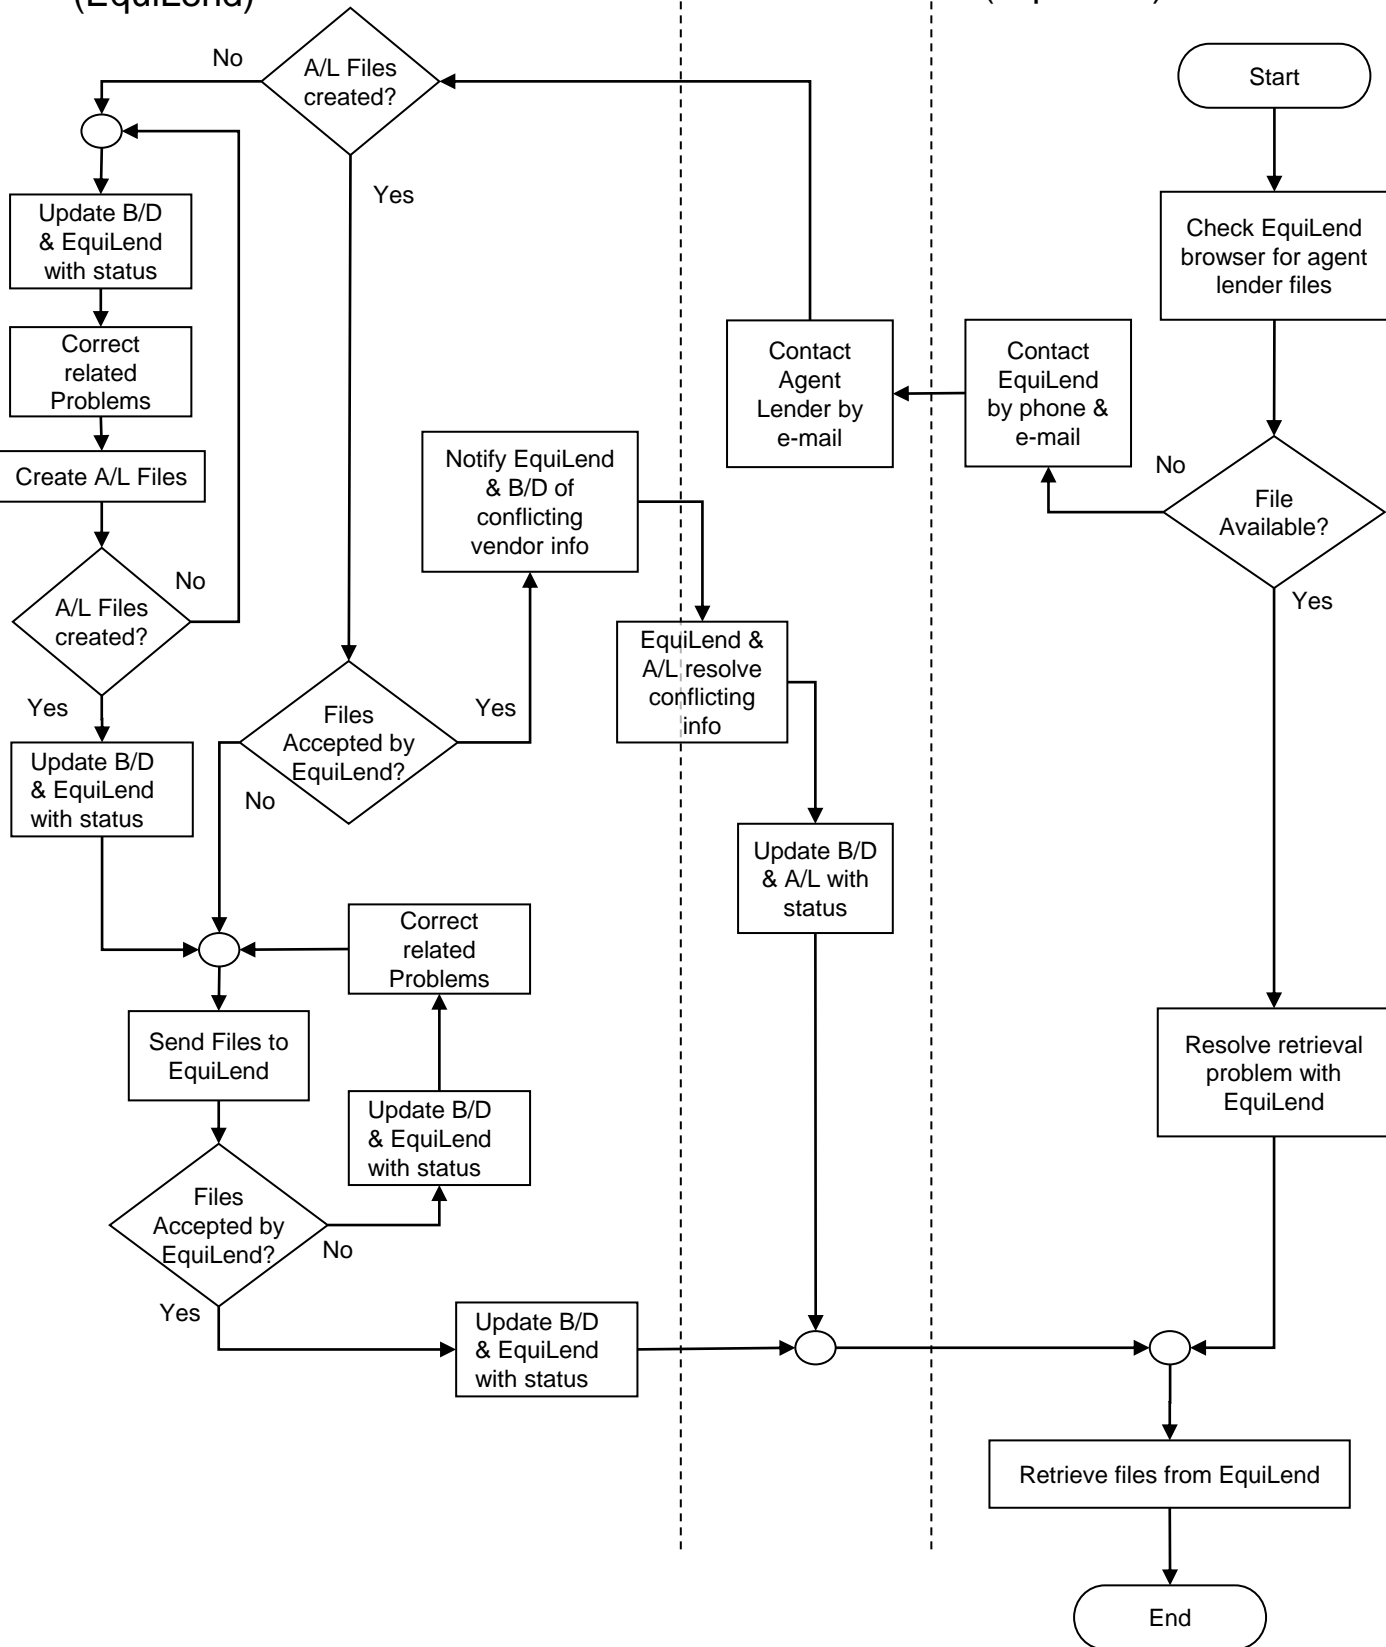 (EquiLend)
No
A/L Files
created?
Start
Yes
Update B/D
& EquiLend
with status
Check EquiLend
browser for agent
lender files
Correct
related
Problems
Contact
Agent
Lender by
e-mail
Contact
EquiLend
by phone &
e-mail
No
File
Available?
Yes
Create A/L Files
Notify EquiLend
& B/D of
conflicting
vendor info
No
A/L Files
created?
Yes
EquiLend &
A/L resolve
conflicting
info
Files
Accepted by
EquiLend?
Yes
No
Update B/D
& EquiLend
with status
Update B/D
& A/L with
status
Correct
related
Problems
Send Files to
EquiLend
Resolve retrieval
problem with
EquiLend
Update B/D
& EquiLend
with status
Files
Accepted by
EquiLend?
No
Yes
Update B/D
& EquiLend
with status
Retrieve files from EquiLend
End